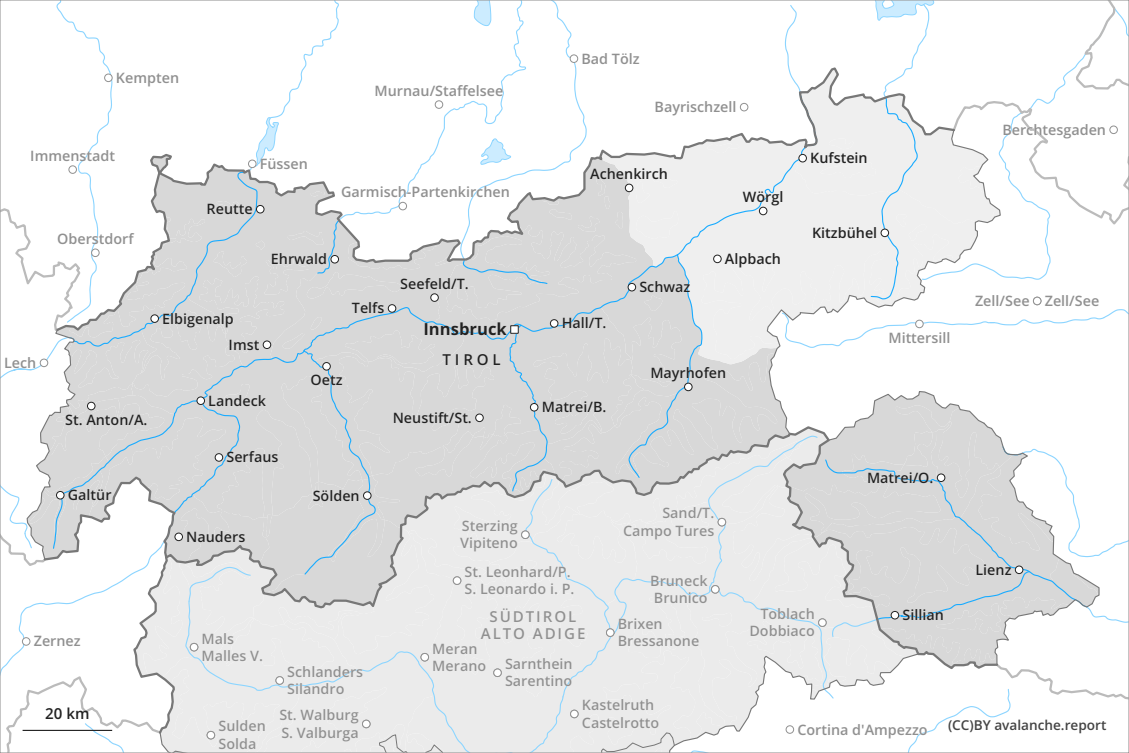 Kempten
Bad Tölz
Murnau/Staffelsee
Bayrischzell
Berchtesgaden
Immenstadt
Füssen
Kufstein
Achenkirch
Garmisch-Partenkirchen
Wörgl
Reutte
Kitzbühel
Oberstdorf
Ehrwald
Alpbach
Seefeld/T.
Schwaz
Zell/See
Zell/See
Telfs
Elbigenalp
Innsbruck
Hall/T.
Mittersill
Imst
TIROL
Lech
Oetz
Mayrhofen
Landeck
Matrei/B.
St. Anton/A.
Neustift/St.
Serfaus
Matrei/O.
Galtür
Sölden
Sand/T.
Campo Tures
Sterzing
Vipiteno
Nauders
St. Leonhard/P.
S. Leonardo i. P.
Lienz
Bruneck
Brunico
SÜDTIROL
ALTO ADIGE
Toblach
Dobbiaco
Sillian
Brixen
Bressanone
Zernez
Mals
Malles V.
Meran
Merano
Sarnthein
Sarentino
Schlanders
Silandro
Kastelruth
Castelrotto
20 km
St. Walburg
S. Valburga
Sulden
Solda
Cortina d'Ampezzo
(CC)BY avalanche.report